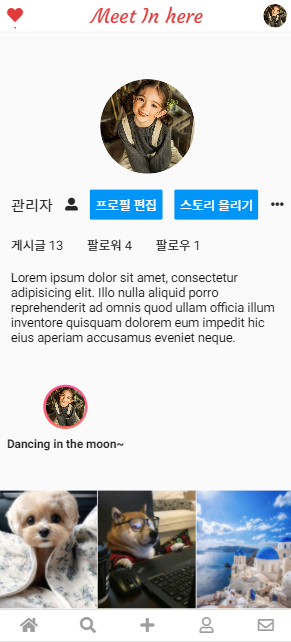 Meet In here
관리자 프로필 편집 스토리 올리기
게시글 13 팔로워 4 팔로우 1
Lorem ipsum dolor sit amet, consectetur
adipisicing elit. Illo nulla aliquid porro
reprehenderit ad omnis quod ullam officia illum
inventore quisquam dolorem eum impedit hic
eius aperiam accusamus eveniet neque.
Dancing in the moon~